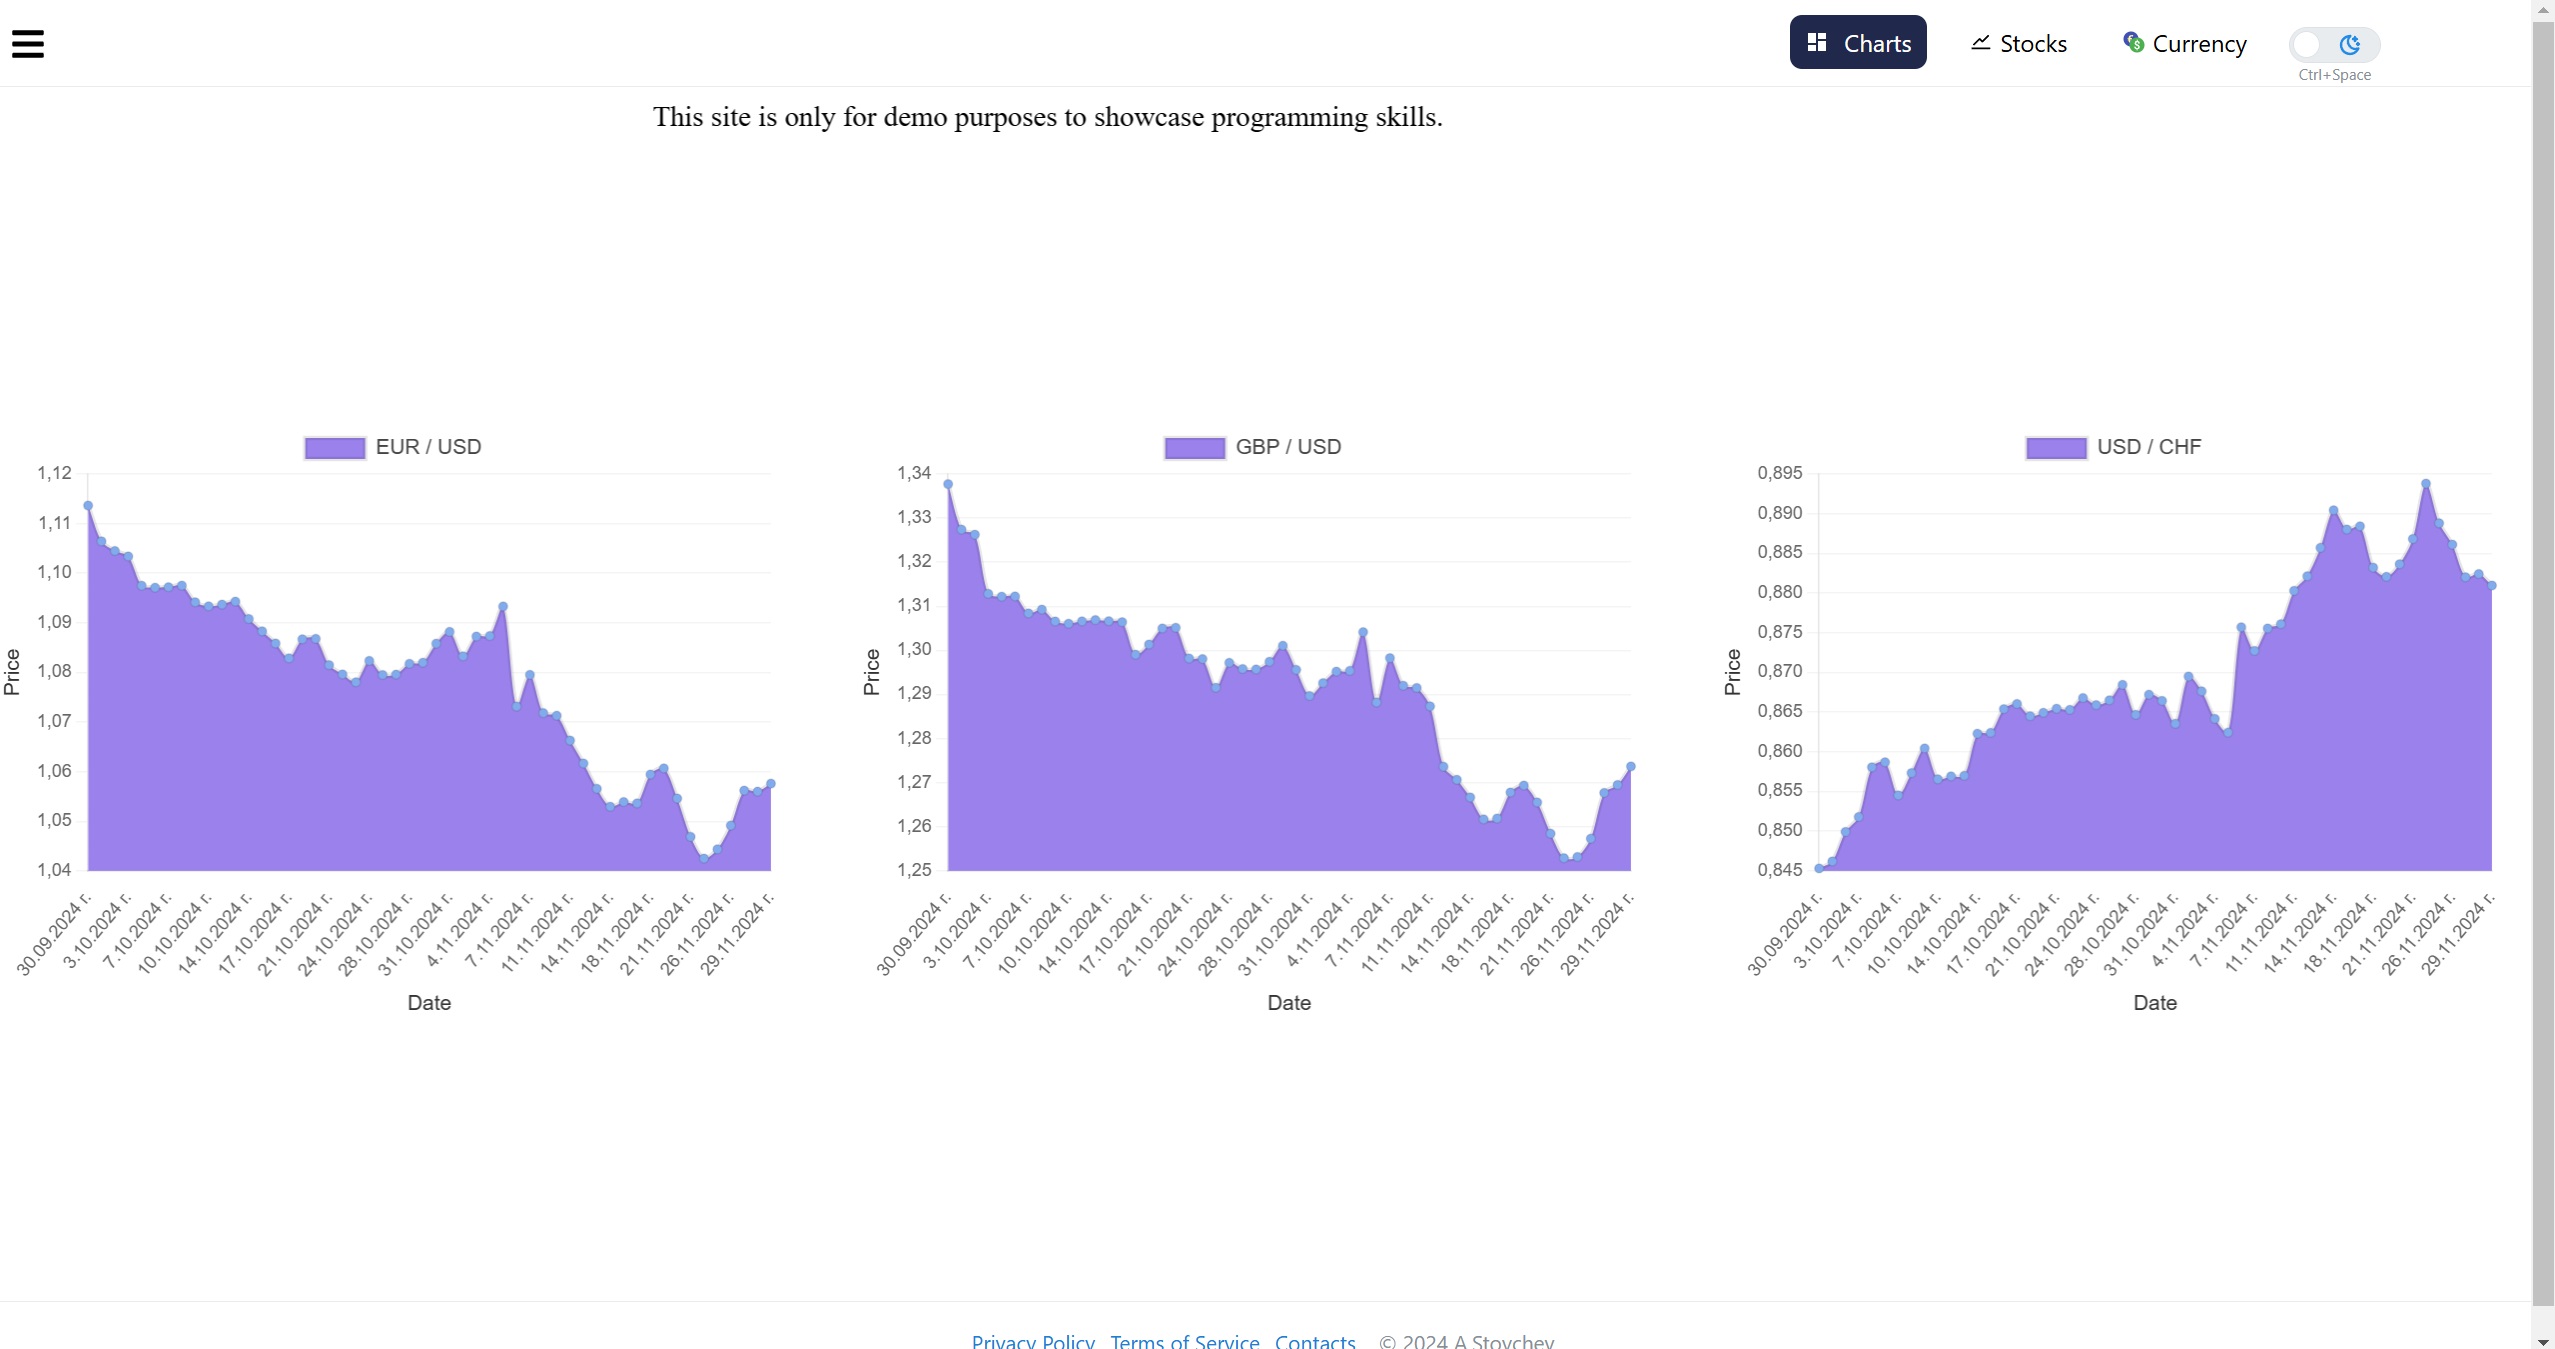 Charts Stocks Currency
Ctrl+Space
This site is only for demo purposes to showcase programming skills.
EUR / USD
1,12
1,11
1,10
1,09
1,08
1,07
1,06
1,05
1,04
Price
30.09.2024 г.
3.10.2024 г.
7.10.2024 г.
10.10.2024 г.
14.10.2024 г.
17.10.2024 г.
21.10.2024 г.
24.10.2024 г.
28.10.2024 г.
31.10.2024 г.
4.11.2024 г.
7.11.2024 г.
11.11.2024 г.
14.11.2024 г.
18.11.2024 г.
21.11.2024 г.
26.11.2024 г.
29.11.2024 г.
Date
GBP / USD
1,34
1,33
1,32
1,31
1,30
1,29
1,28
1,27
1,26
1,25
Price
30.09.2024 г.
3.10.2024 г.
7.10.2024 г.
10.10.2024 г.
14.10.2024 г.
17.10.2024 г.
21.10.2024 г.
24.10.2024 г.
28.10.2024 г.
31.10.2024 г.
4.11.2024 г.
7.11.2024 г.
11.11.2024 г.
14.11.2024 г.
18.11.2024 г.
21.11.2024 г.
26.11.2024 г.
29.11.2024 г.
Date
USD / CHF
0,895
0,890
0,885
0,880
0,875
0,870
0,865
0,860
0,855
0,850
0,845
Price
30.09.2024 г.
3.10.2024 г.
7.10.2024 г.
10.10.2024 г.
14.10.2024 г.
17.10.2024 г.
21.10.2024 г.
24.10.2024 г.
28.10.2024 г.
31.10.2024 г.
4.11.2024 г.
7.11.2024 г.
11.11.2024 г.
14.11.2024 г.
18.11.2024 г.
21.11.2024 г.
26.11.2024 г.
29.11.2024 г.
Date
Privacy Policy Terms of Service Contacts © 2024 A Stoychev